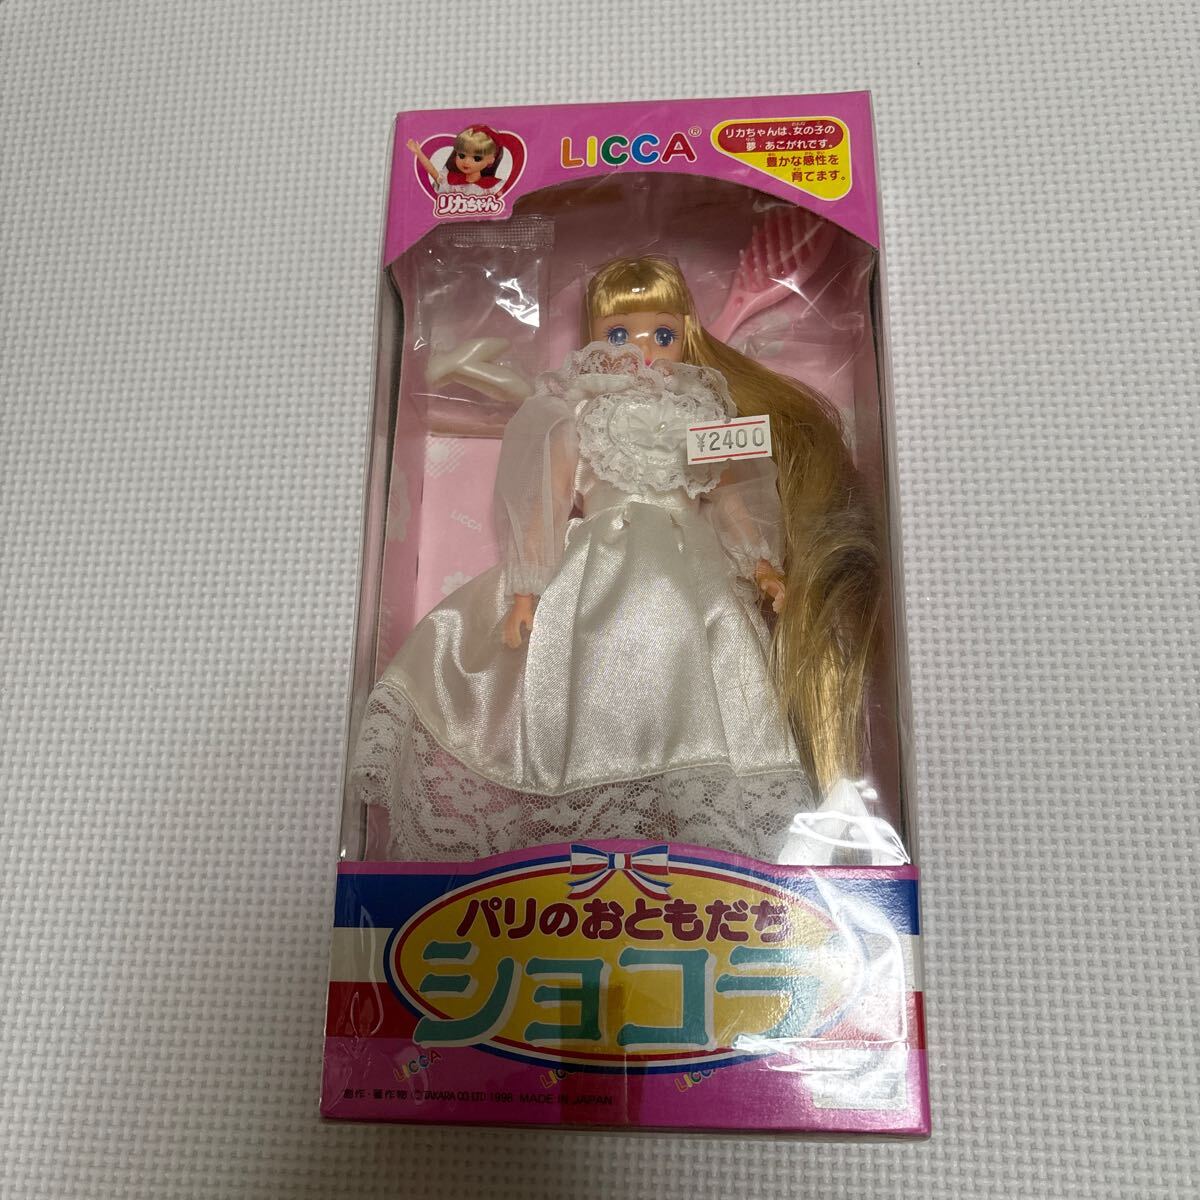 LICCA®
リカちゃんは、女の子の
夢・あこがれです。
豊かな感性を
育てます。
リカちゃん
¥2400
LICCA
パリのおともだち
ショコラ
LICCA
創作・著作物 ©TAKARA CO.LTD. 1998 MADE IN JAPAN